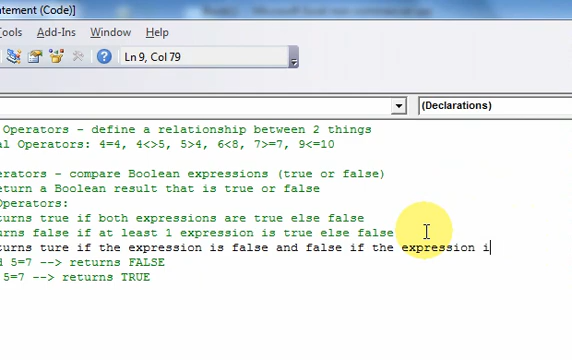 tatement (Code)]
Tools Add-Ins Window Help
Ln 9, Col 79
(Declarations)
Operators - define a relationship between 2 things
al Operators: 4=4, 4<>5, 5>4, 6<8, 7>=7, 9<=10
erators - compare Boolean expressions (true or false)
eturn a Boolean result that is true or false
Operators:
turns true if both expressions are true else false
urns false if at least 1 expression is true else false
turns ture if the expression is false and false if the expression i
d 5=7 --> returns FALSE
5=7 --> returns TRUE